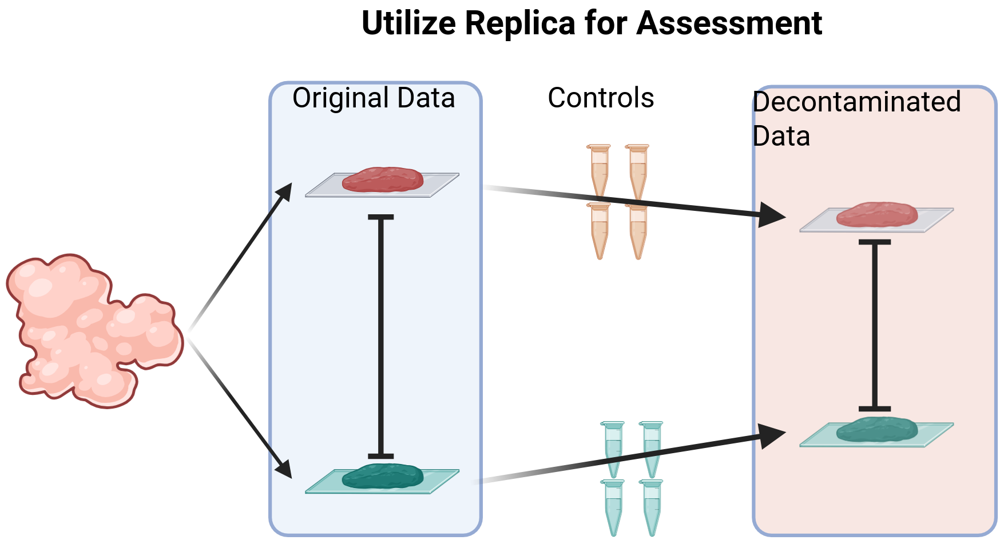 Utilize Replica for Assessment
Original Data
Controls
Decontaminated
Data